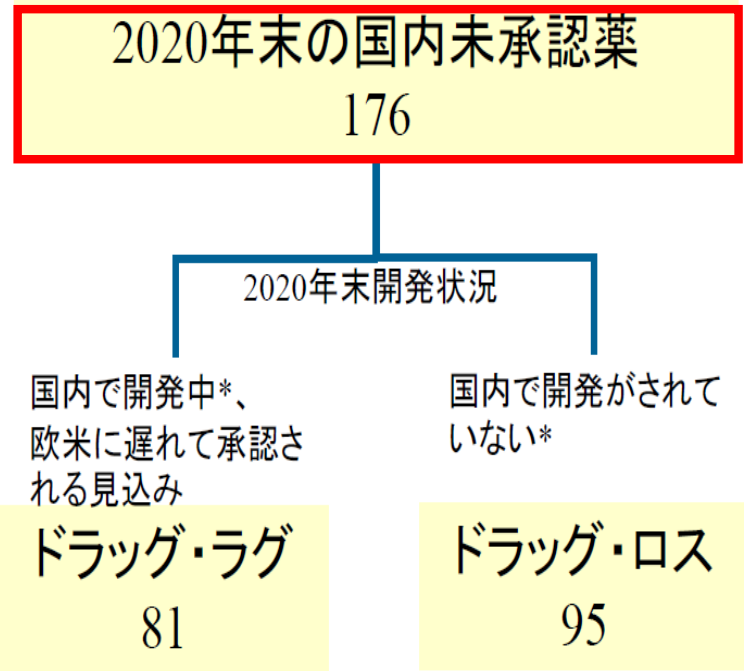 2020年末の国内未承認薬
176
2020年末開発状況
国内で開発中*、
欧米に遅れて承認さ
れる見込み
ドラッグ・ラグ
81
国内で開発がされて
いない*
ドラッグ・ロス
95